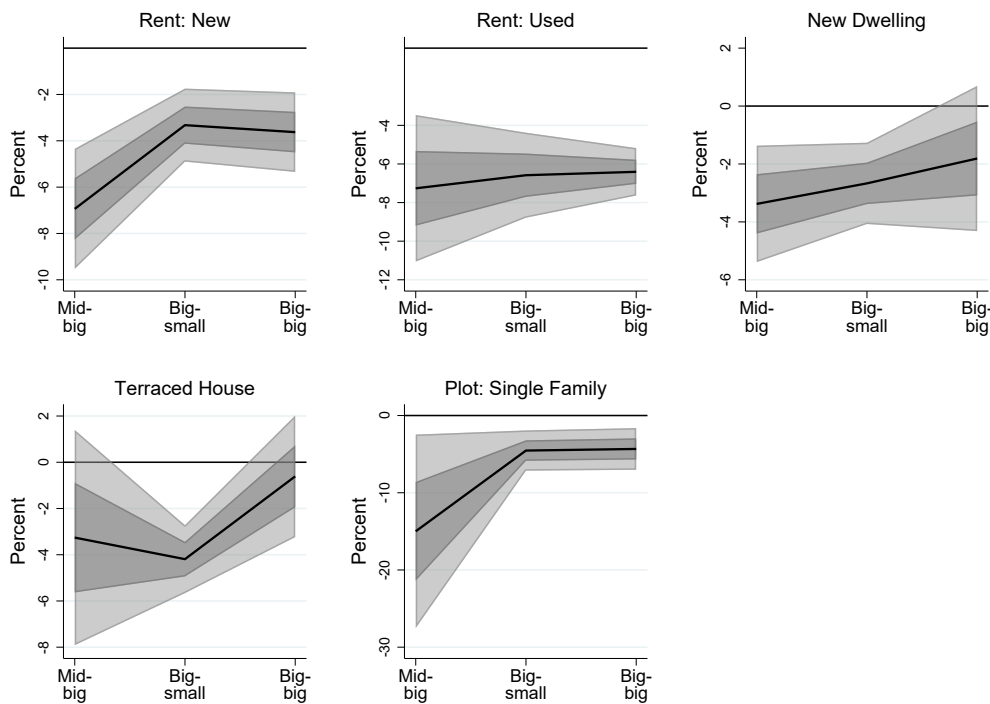 Rent: New
Percent
-2
-4
-6
-8
-10
Mid-
big
Big-
small
Big-
big
Rent: Used
Percent
-4
-6
-8
-10
-12
Mid-
big
Big-
small
Big-
big
New Dwelling
Percent
2
0
-2
-4
-6
Mid-
big
Big-
small
Big-
big
Terraced House
Percent
2
0
-2
-4
-6
-8
Mid-
big
Big-
small
Big-
big
Plot: Single Family
Percent
0
-10
-20
-30
Mid-
big
Big-
small
Big-
big